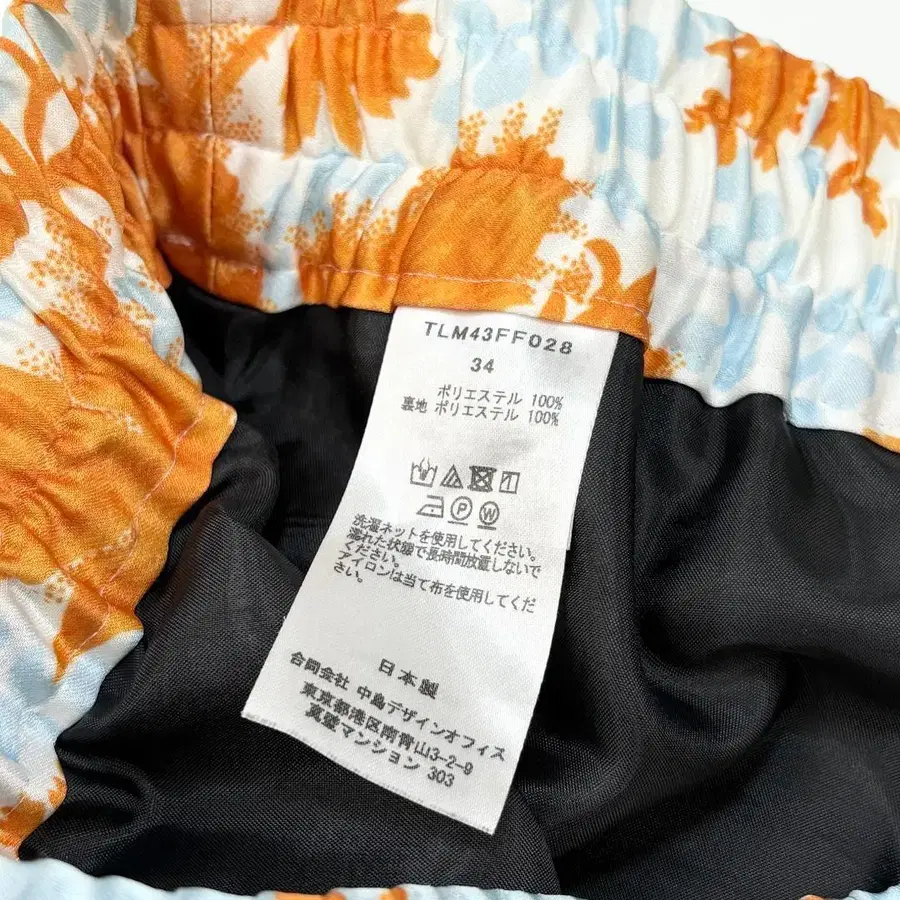 TLM43FF028
34
ポリエステル 100%
裏地 ポリエステル 100%
P W
洗濯ネットを使用してください。
濡れた状態で長時間放置しないで
ください。
アイロンは当て布を使用してくだ
さい。
日本製
合同会社 中島デザインオフィス
東京都港区南青山3-2-9
マンション 303